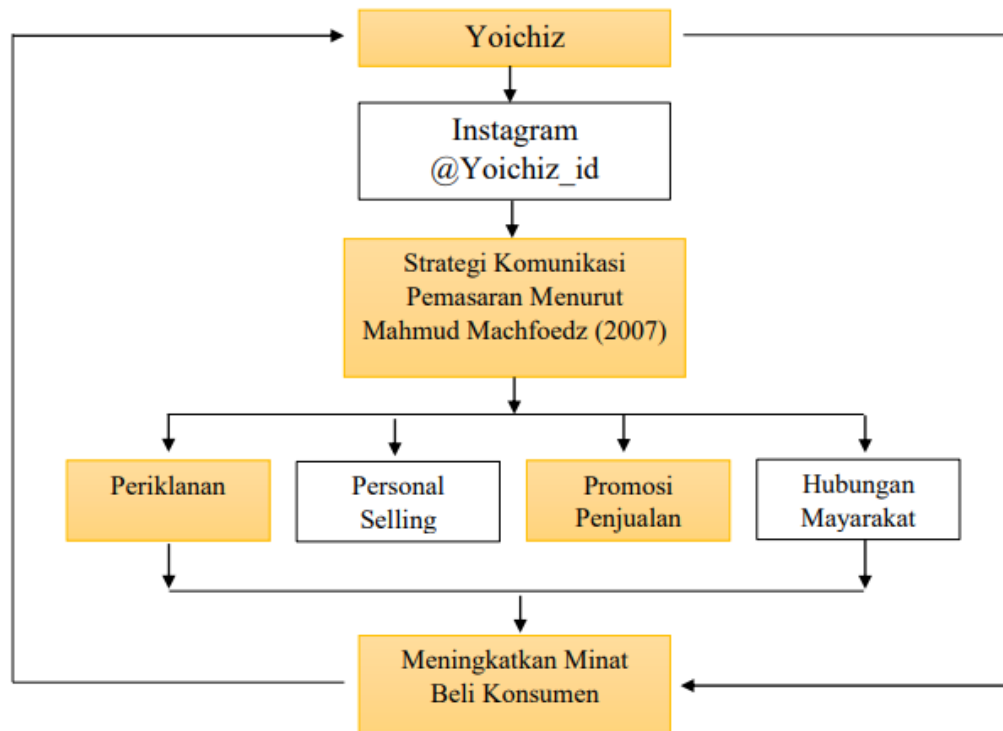 Yoichiz
Instagram
@Yoichiz_id
Strategi Komunikasi
Pemasaran Menurut
Mahmud Machfoedz (2007)
Periklanan
Personal
Selling
Promosi
Penjualan
Hubungan
Mayarakat
Meningkatkan Minat
Beli Konsumen